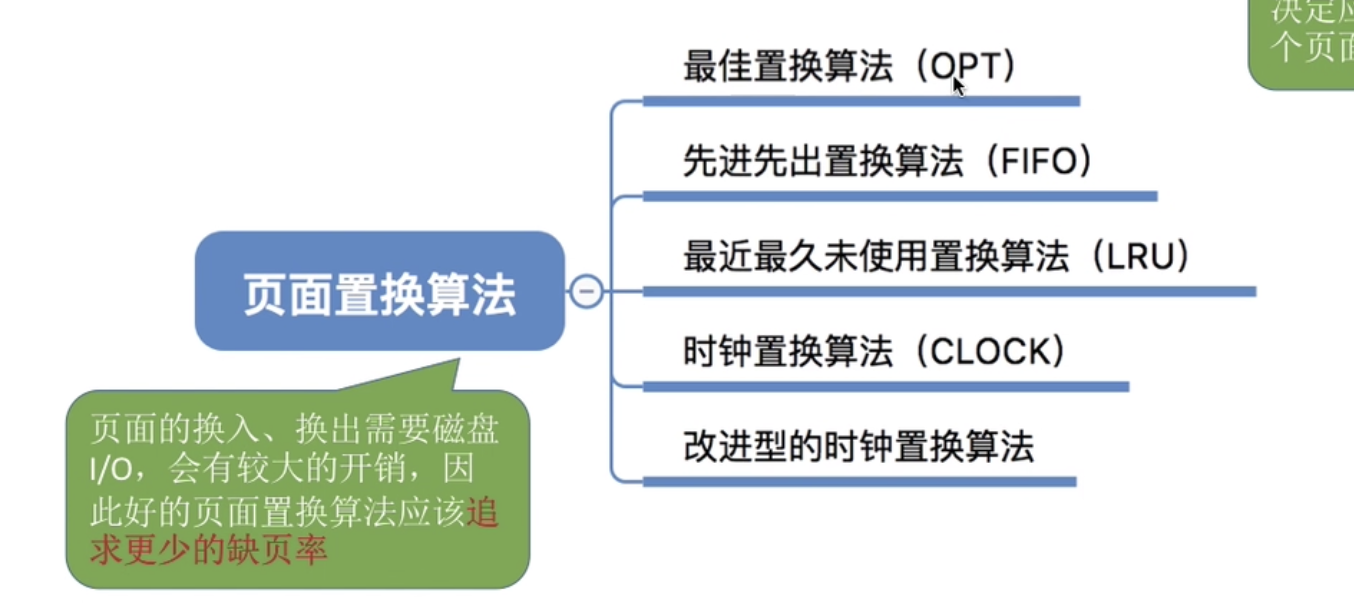 决定应
个页面
最佳置换算法（OPT）
先进先出置换算法（FIFO）
最近最久未使用置换算法（LRU）
页面置换算法
时钟置换算法（CLOCK）
改进型的时钟置换算法
页面的换入、换出需要磁盘
I/O，会有较大的开销，因
此好的页面置换算法应该追
求更少的缺页率